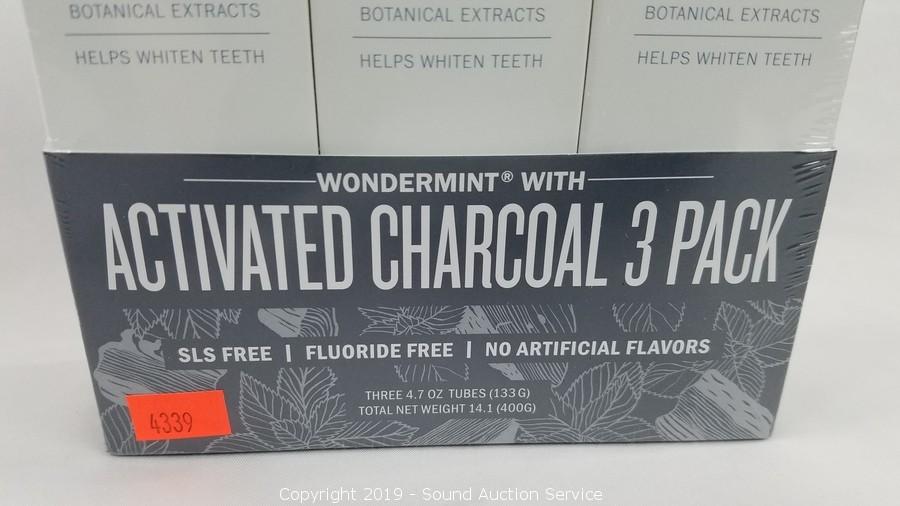 BOTANICAL EXTRACTS
HELPS WHITEN TEETH
BOTANICAL EXTRACTS
HELPS WHITEN TEETH
BOTANICAL EXTRACTS
HELPS WHITEN TEETH
WONDERMINT® WITH
ACTIVATED CHARCOAL 3 PACK
SLS FREE | FLUORIDE FREE | NO ARTIFICIAL FLAVORS
THREE 4.7 OZ TUBES (133G)
TOTAL NET WEIGHT 14.1 (400G)
4339
Copyright 2019 - Sound Auction Service